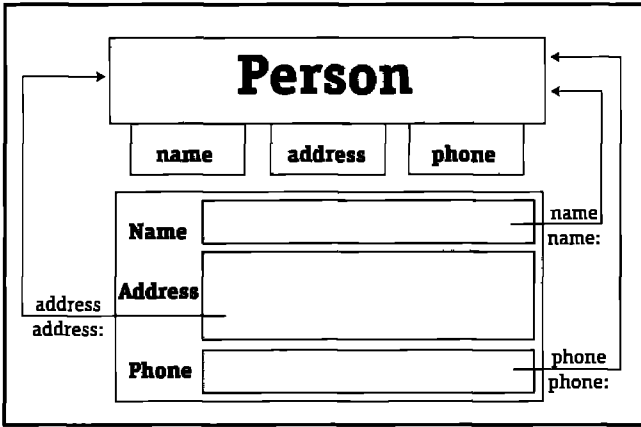 Person
name address phone
Name
name
name:
Address
address
address:
Phone
phone
phone: